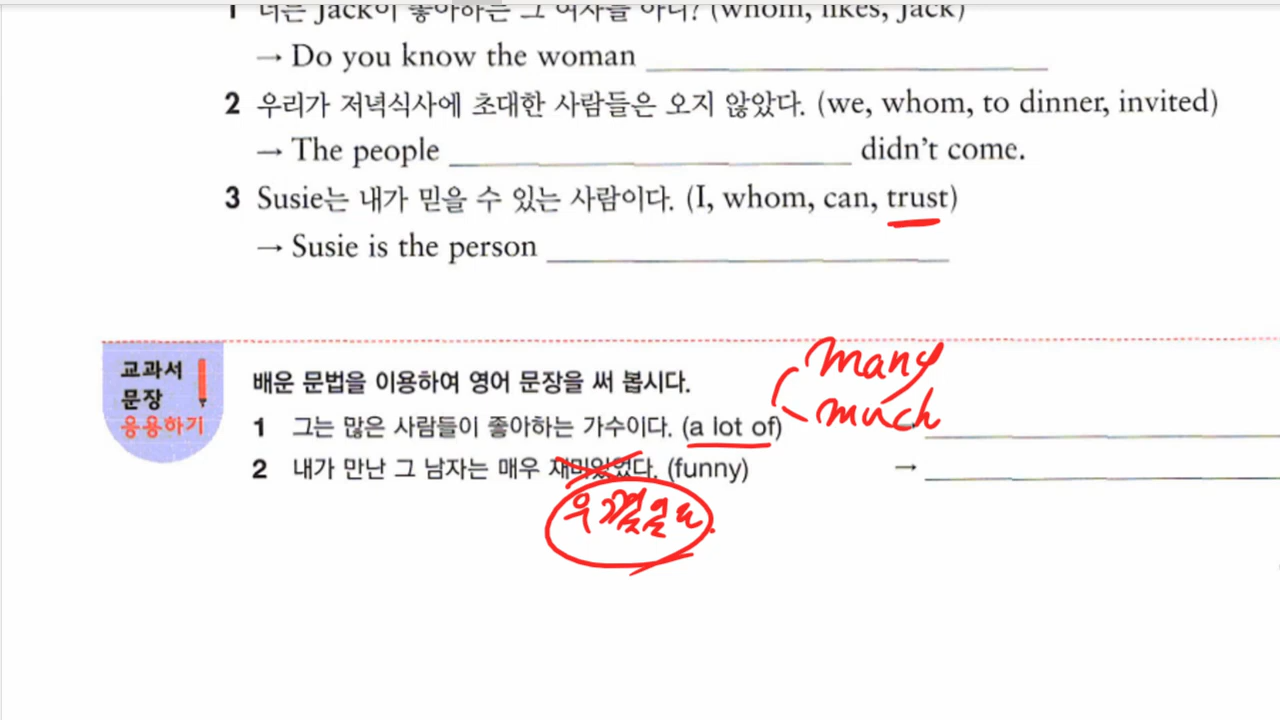 1 너는 Jack이 좋아하는 그 여자를 아니? (whom, likes, Jack)
→ Do you know the woman
2 우리가 저녁식사에 초대한 사람들은 오지 않았다. (we, whom, to dinner, invited)
→ The people didn't come.
3 Susie는 내가 믿을 수 있는 사람이다. (I, whom, can, trust)
→ Susie is the person
many
교과서
문장
응용하기
배운 문법을 이용하여 영어 문장을 써 봅시다.
much
1 그는 많은 사람들이 좋아하는 가수이다. (a lot of) →
2 내가 만난 그 남자는 매우 재미있었다. (funny) →